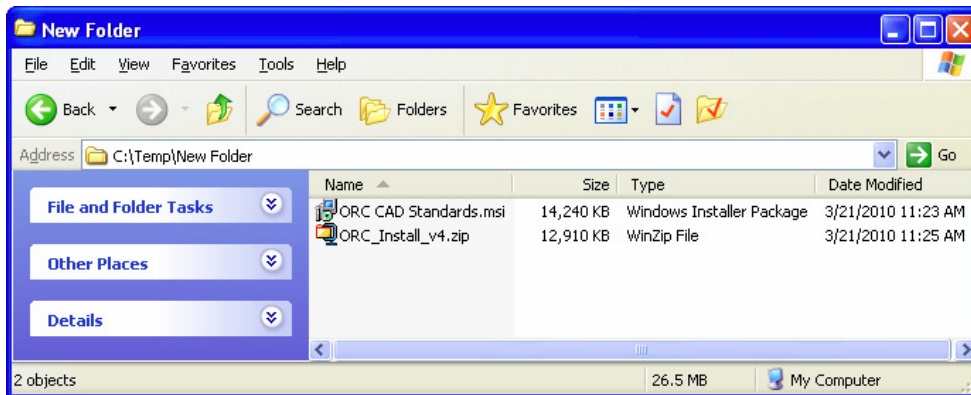 New Folder
File Edit View Favorites Tools Help
Back Search Folders Favorites
Address C:\Temp\New Folder Go
Name Size Type Date Modified
File and Folder Tasks
ORC CAD Standards.msi 14,240 KB Windows Installer Package 3/21/2010 11:23 AM
ORC_Install_v4.zip 12,910 KB WinZip File 3/21/2010 11:25 AM
Other Places
Details
2 objects 26.5 MB My Computer